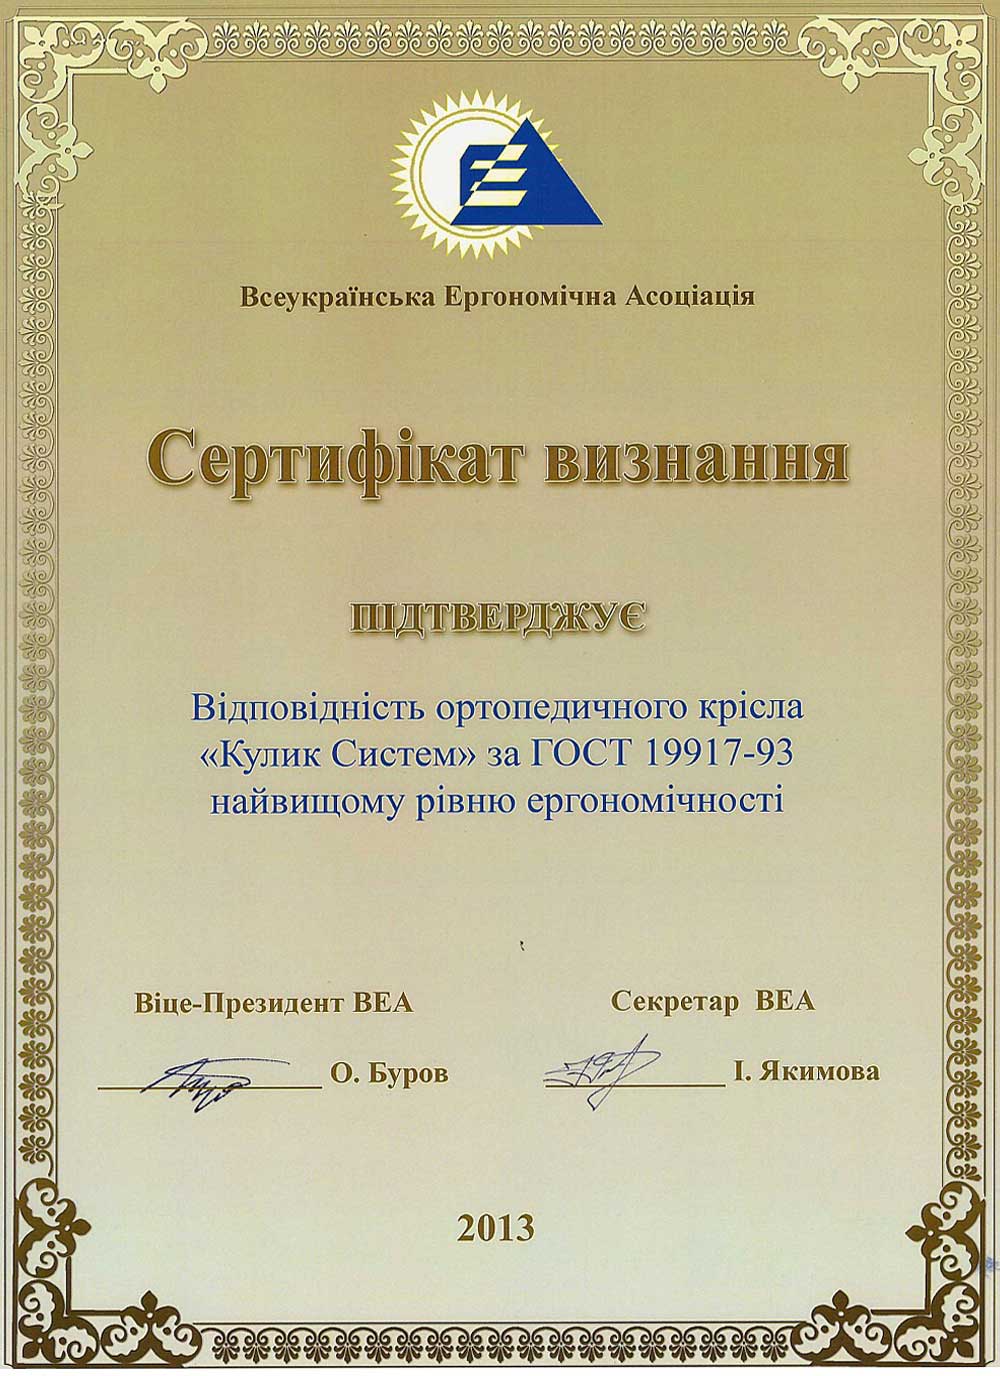 Всеукраїнська Ергономічна Асоціація
Сертифікат визнання
ПІДТВЕРДЖУЄ
Відповідність ортопедичного крісла
«Кулик Систем» за ГОСТ 19917-93
найвищому рівню ергономічності
Віце-Президент ВЕА
Секретар ВЕА
О. Буров
І. Якимова
2013